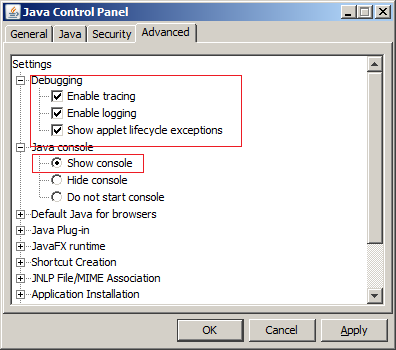 Java Control Panel
General Java Security Advanced
Settings
Debugging
Enable tracing
Enable logging
Show applet lifecycle exceptions
Java console
Show console
Hide console
Do not start console
Default Java for browsers
Java Plug-in
JavaFX runtime
Shortcut Creation
JNLP File/MIME Association
Application Installation
OK Cancel Apply